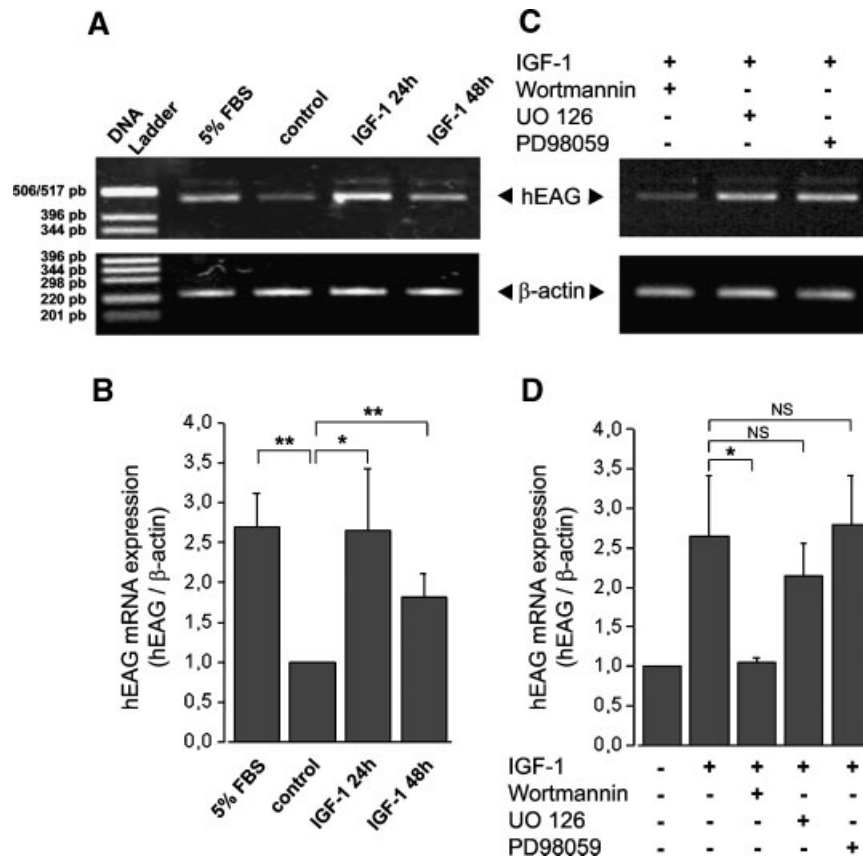 A
DNA Ladder
5% FBS
control
IGF-1 24h
IGF-1 48h
506/517 pb
396 pb
344 pb
396 pb
344 pb
298 pb
220 pb
201 pb
◄ hEAG ►
◄ β-actin ►
C
IGF-1 + + +
Wortmannin + - -
UO 126 - + -
PD98059 - - +
B
hEAG mRNA expression
(hEAG / β-actin)
4,0
3,5
3,0
2,5
2,0
1,5
1,0
0,5
0,0
**
*
**
5% FBS
control
IGF-1 24h
IGF-1 48h
D
hEAG mRNA expression
(hEAG / β-actin)
4,0
3,5
3,0
2,5
2,0
1,5
1,0
0,5
0,0
NS
NS
*
IGF-1 - + + + +
Wortmannin - - + - -
UO 126 - - - + -
PD98059 - - - - +